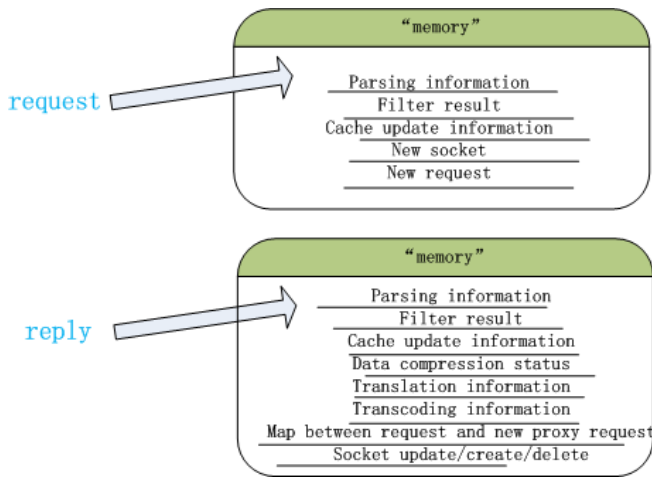 “memory”
request
Parsing information
Filter result
Cache update information
New socket
New request
“memory”
reply
Parsing information
Filter result
Cache update information
Data compression status
Translation information
Transcoding information
Map between request and new proxy request
Socket update/create/delete